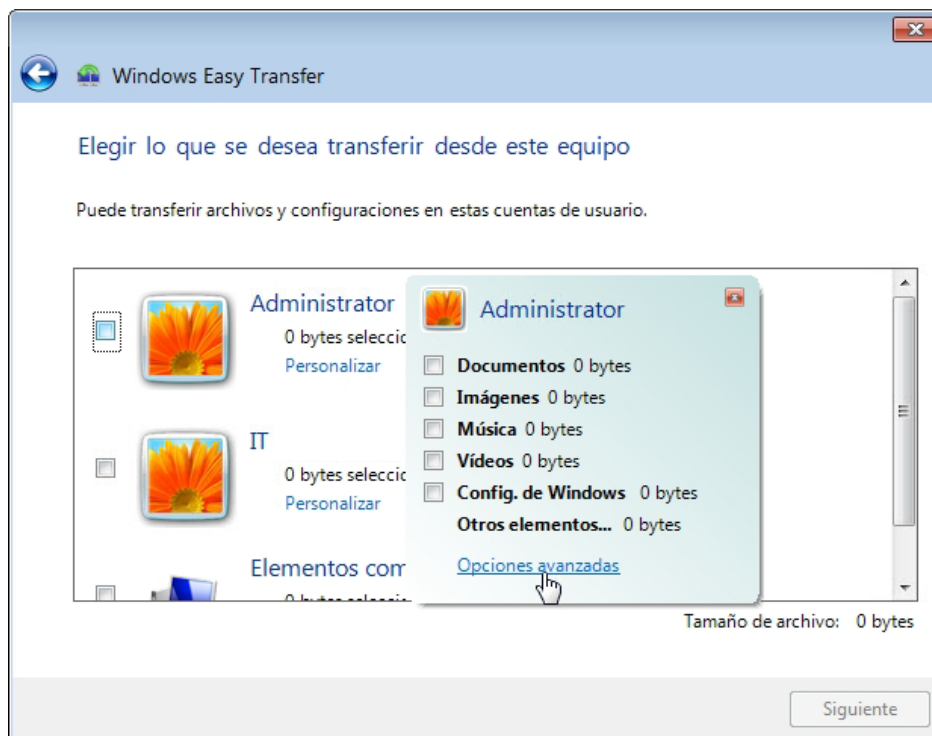 Windows Easy Transfer
Elegir lo que se desea transferir desde este equipo
Puede transferir archivos y configuraciones en estas cuentas de usuario.
Administrator
0 bytes selecc
Personalizar
IT
0 bytes selecc
Personalizar
Elementos com
Administrator
Documentos 0 bytes
Imágenes 0 bytes
Música 0 bytes
Vídeos 0 bytes
Config. de Windows 0 bytes
Otros elementos... 0 bytes
Opciones avanzadas
Tamaño de archivo: 0 bytes
Siguiente